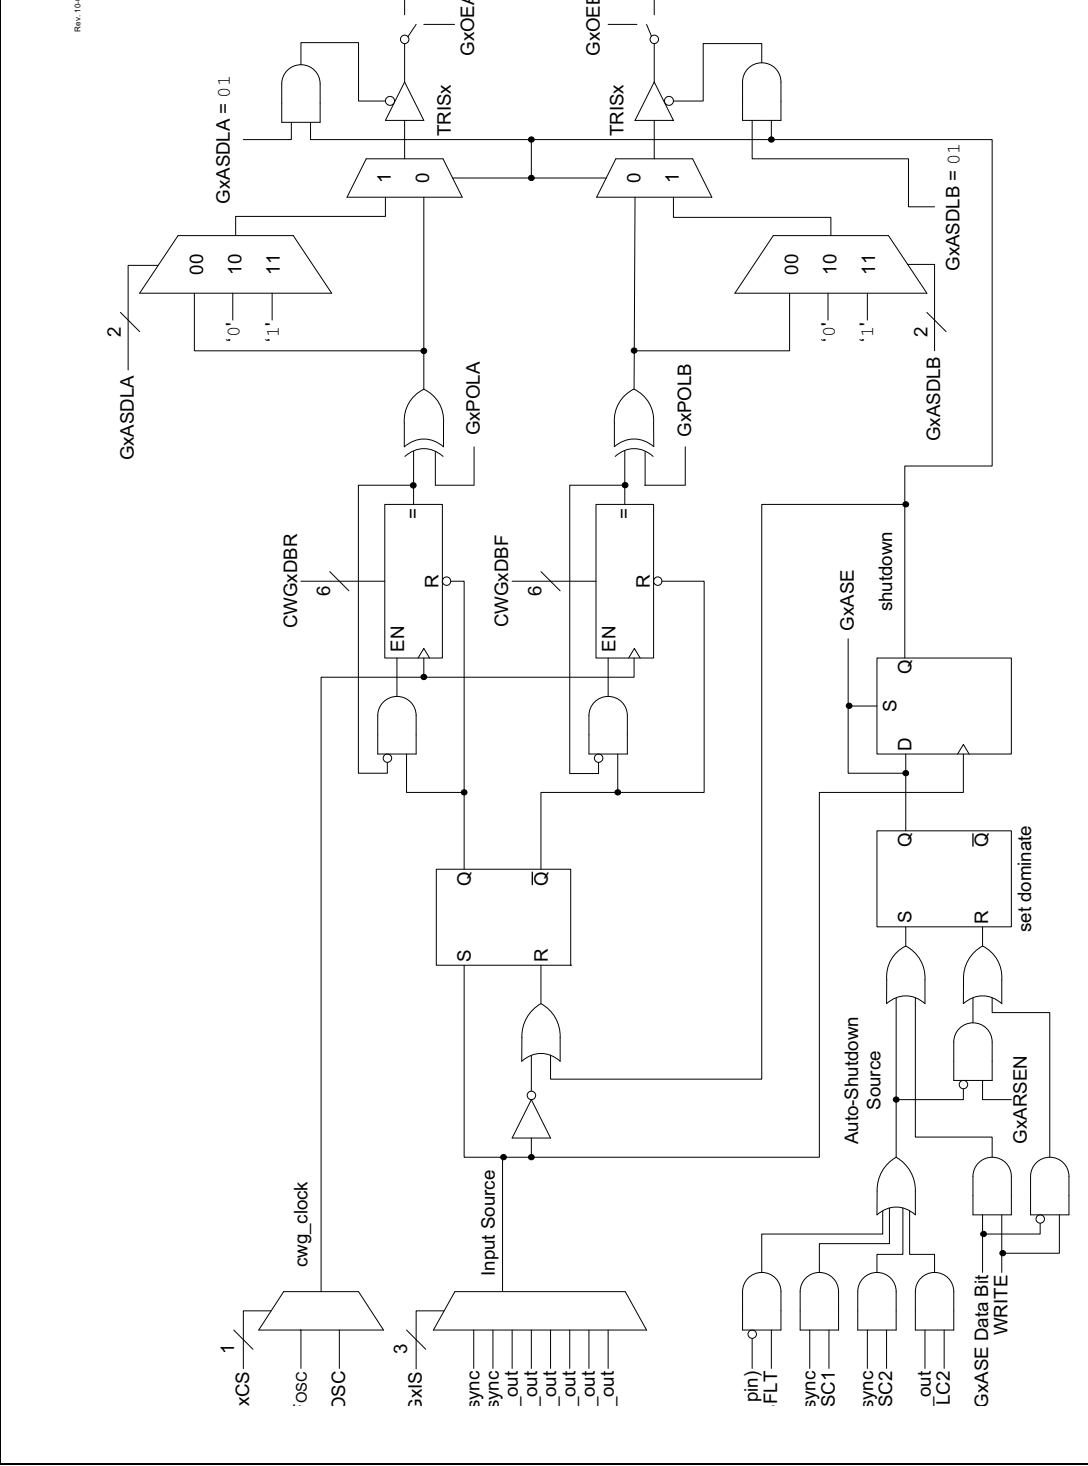 Rev. 10-
GxOEA
GxOEB
GxASDLA = 01
TRISx
TRISx
GxASDLB = 01
1
0
0
1
00
10
11
‘0'
‘1'
2
GxASDLA
00
10
11
‘0'
‘1'
2
GxASDLB
GxPOLA
GxPOLB
CWGxDBR
6
=
R
EN
CWGxDBF
6
=
R
EN
shutdown
GxASE
Q
S
D
Q
Q
S
R
Q
Q
S
R
set dominate
Auto-Shutdown
Source
GxARSEN
cwg_clock
Input Source
1
xCS
OSC
OSC
3
GxIS
sync
sync
_out
_out
_out
_out
_out
_out
pin)
FLT
sync
SC1
sync
SC2
_out
LC2
GxASE Data Bit
WRITE